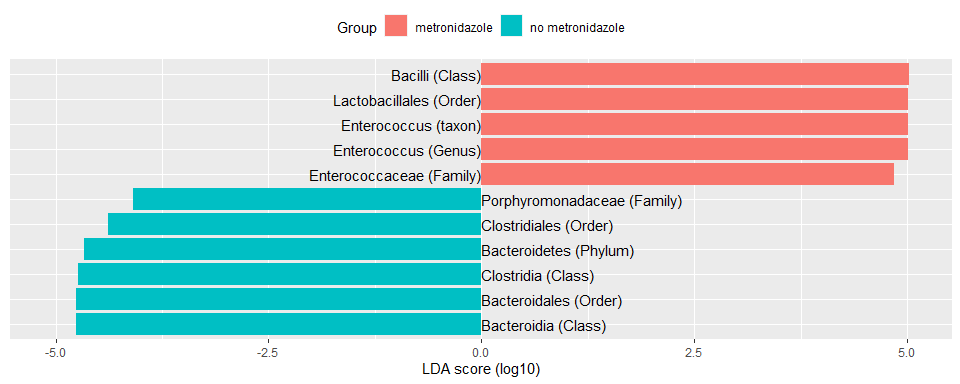 Group metronidazole no metronidazole
Bacilli (Class)
Lactobacillales (Order)
Enterococcus (taxon)
Enterococcus (Genus)
Enterococcaceae (Family)
Porphyromonadaceae (Family)
Clostridiales (Order)
Bacteroidetes (Phylum)
Clostridia (Class)
Bacteroidales (Order)
Bacteroidia (Class)
-5.0 -2.5 0.0 2.5 5.0
LDA score (log10)